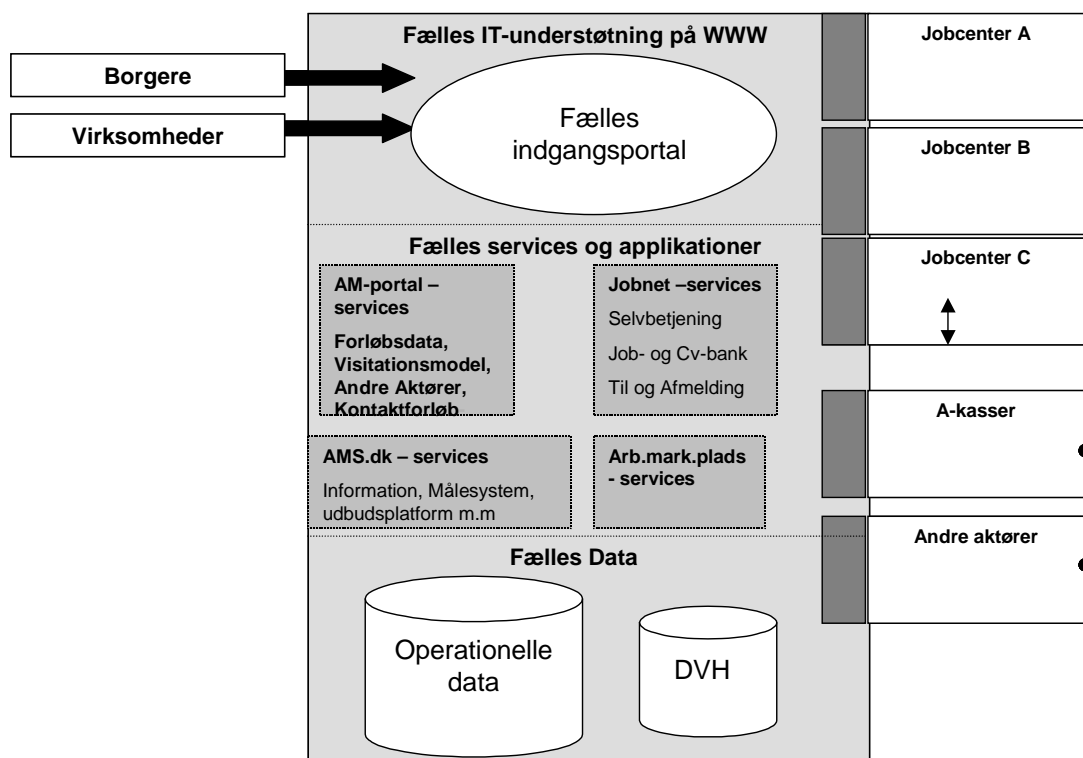 Fælles IT-understøtning på WWW
Borgere
Virksomheder
Fælles
indgangsportal
Fælles services og applikationer
AM-portal –
services
Forløbsdata,
Visitationsmodel,
Andre Aktører,
Kontaktforløb
Jobnet –services
Selvbetjening
Job- og Cv-bank
Til og Afmelding
AMS.dk – services
Information, Målesystem,
udbudsplatform m.m
Arb.mark.plads
- services
Fælles Data
Operationelle
data
DVH
Jobcenter A
Jobcenter B
Jobcenter C
A-kasser
Andre aktører